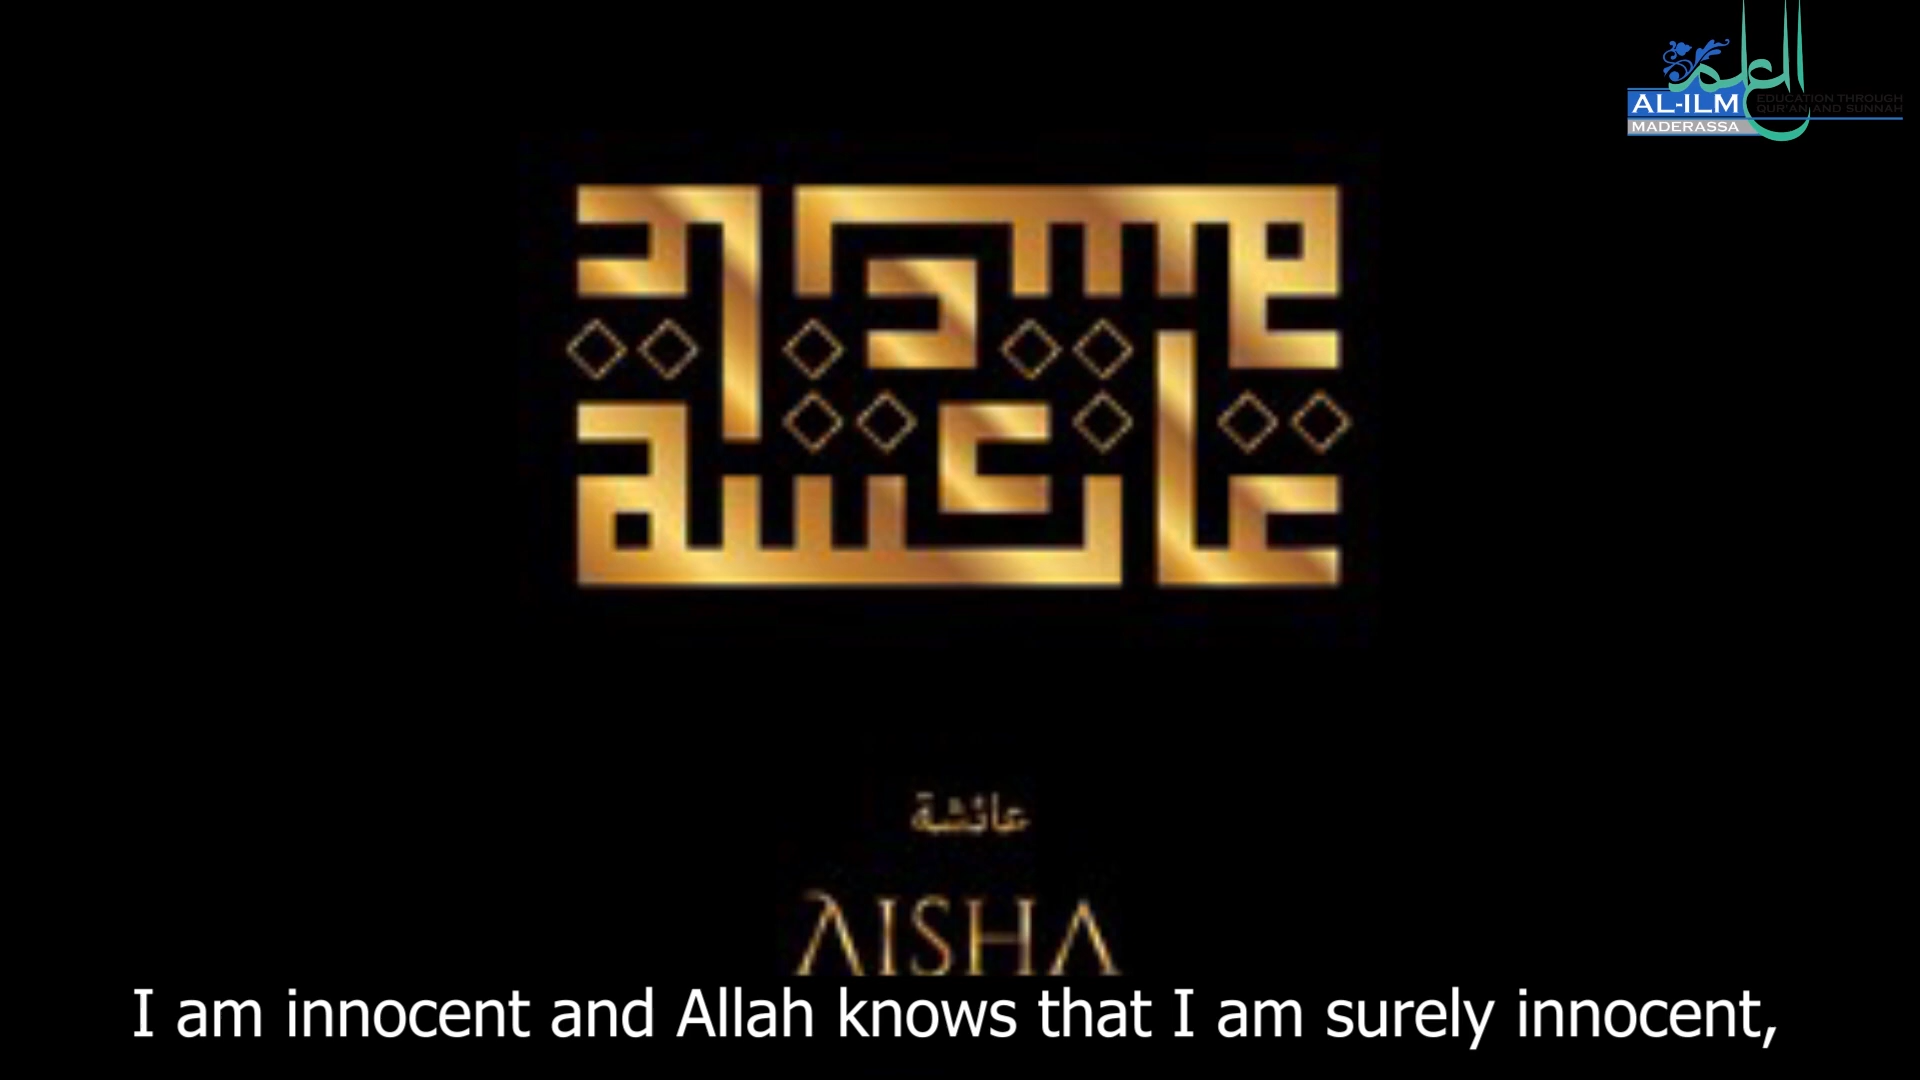 العلم
AL-ILM
MADERASSA
EDUCATION THROUGH
QUR'AN AND SUNNAH
عائشة
AISHA
I am innocent and Allah knows that I am surely innocent,